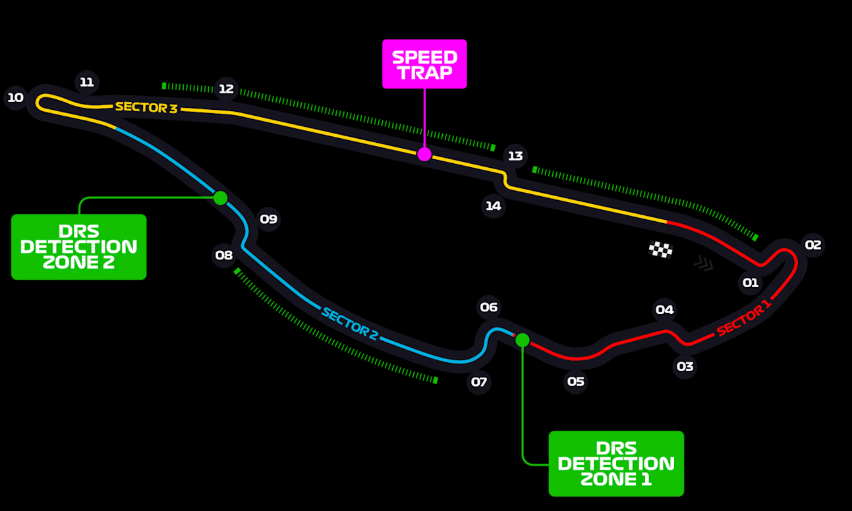 SPEED
TRAP
11
12
10
SECTOR 3
13
14
09
DRS
DETECTION
ZONE 2
08
02
01
06
04
SECTOR 1
SECTOR 2
03
07
05
DRS
DETECTION
ZONE 1